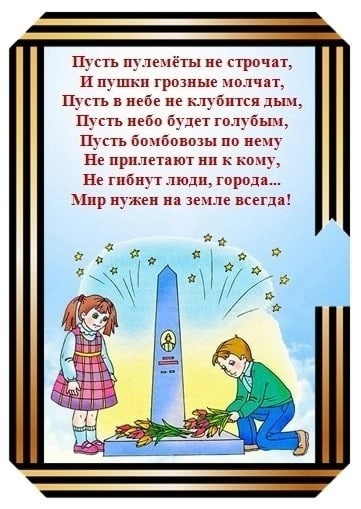 Пусть пулемёты не строчат,
И пушки грозные молчат,
Пусть в небе не клубится дым,
Пусть небо будет голубым,
Пусть бомбовозы по нему
Не прилетают ни к кому,
Не гибнут люди, города...
Мир нужен на земле всегда!